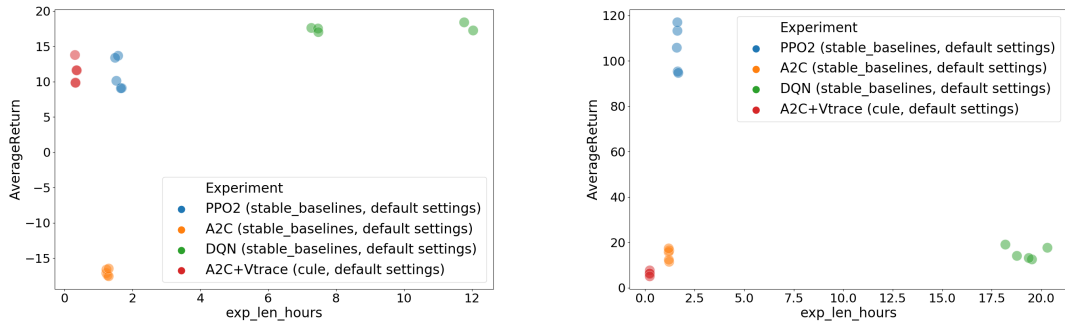 20
15
10
5
0
−5
−10
−15
AverageReturn
0
2
4
6
8
10
12
exp_len_hours
Experiment
PPO2 (stable_baselines, default settings)
A2C (stable_baselines, default settings)
DQN (stable_baselines, default settings)
A2C+Vtrace (cule, default settings)
120
100
80
60
40
20
0
AverageReturn
0.0
2.5
5.0
7.5
10.0
12.5
15.0
17.5
20.0
exp_len_hours
Experiment
PPO2 (stable_baselines, default settings)
A2C (stable_baselines, default settings)
DQN (stable_baselines, default settings)
A2C+Vtrace (cule, default settings)